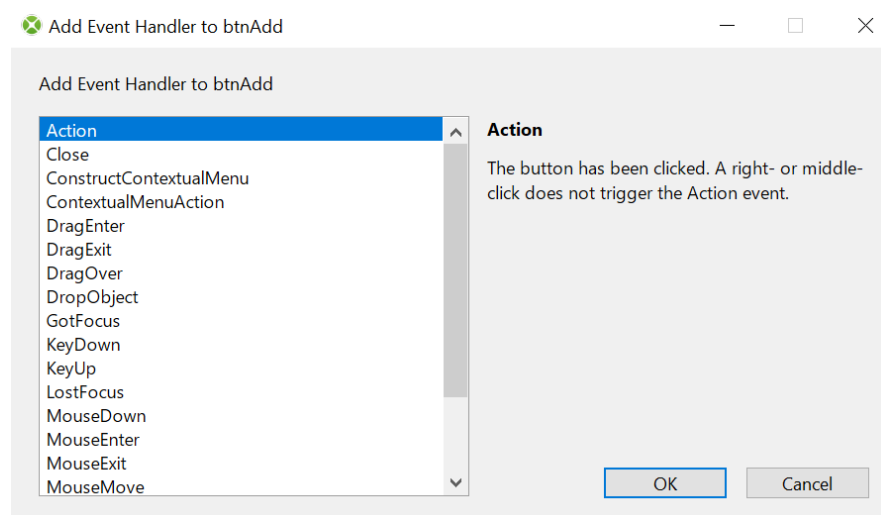 Add Event Handler to btnAdd
Add Event Handler to btnAdd
Action
Close
ConstructContextualMenu
ContextualMenuAction
DragEnter
DragExit
DragOver
DropObject
GotFocus
KeyDown
KeyUp
LostFocus
MouseDown
MouseEnter
MouseExit
MouseMove
Action
The button has been clicked. A right- or middle-
click does not trigger the Action event.
OK
Cancel